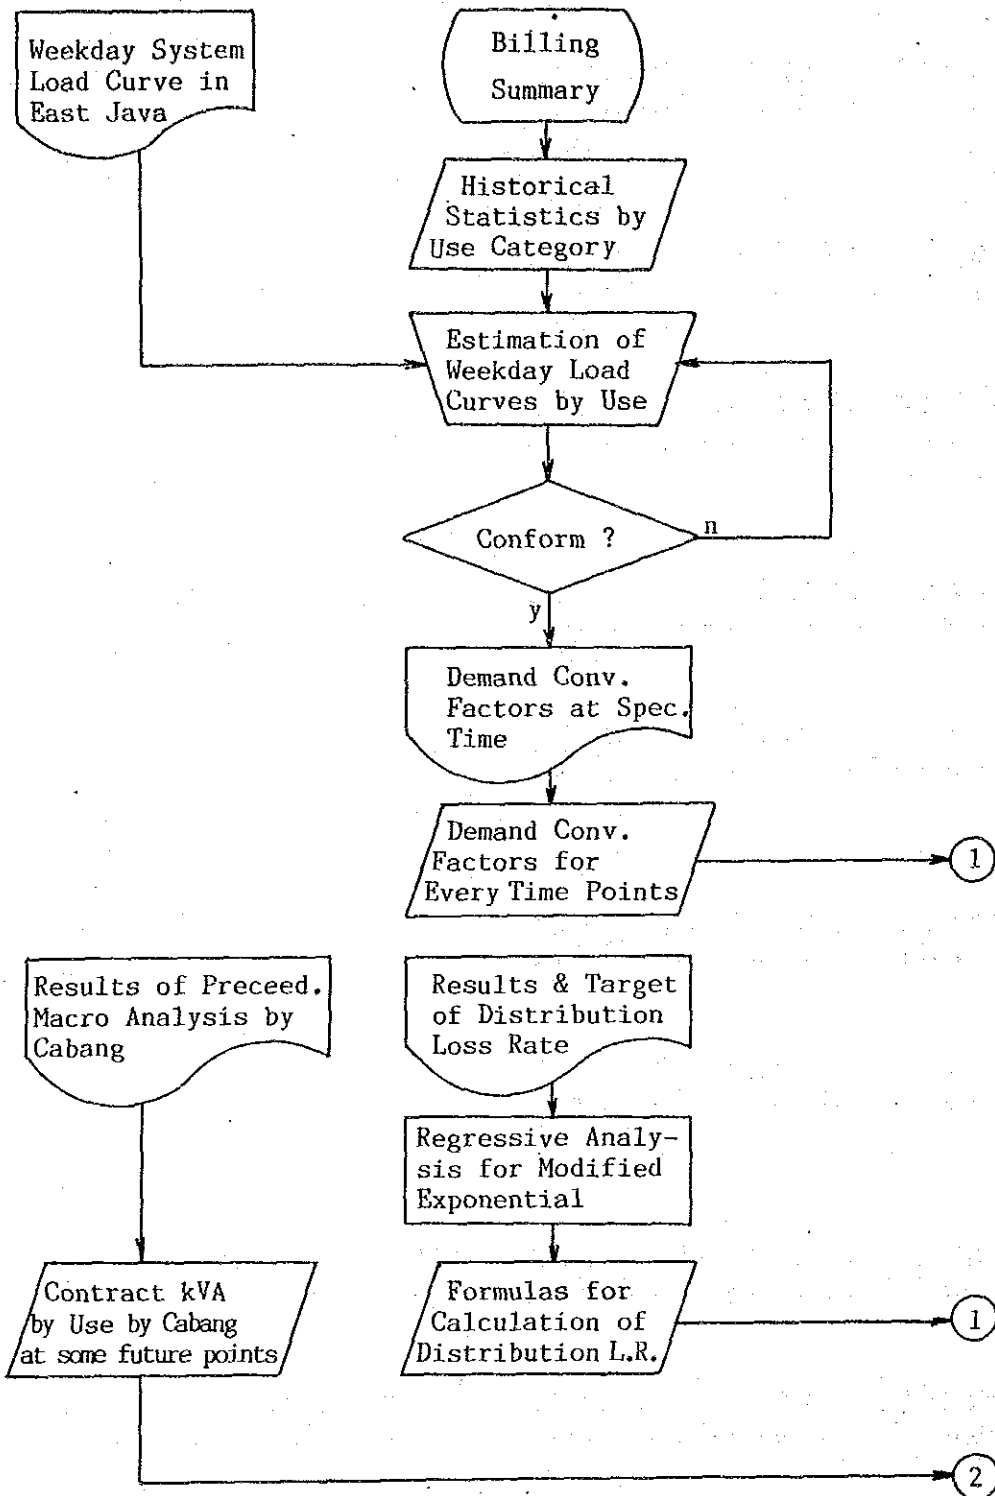 Weekday System
Load Curve in
East Java
Billing
Summary
Historical
Statistics by
Use Category
Estimation of
Weekday Load
Curves by Use
Conform ?
n
y
Demand Conv.
Factors at Spec.
Time
Demand Conv.
Factors for
Every Time Points
1
Results of Preceed.
Macro Analysis by
Cabang
Results & Target
of Distribution
Loss Rate
Regressive Analy-
sis for Modified
Exponential
Contract kVA
by Use by Cabang
at some future points
Formulas for
Calculation of
Distribution L.R.
1
2